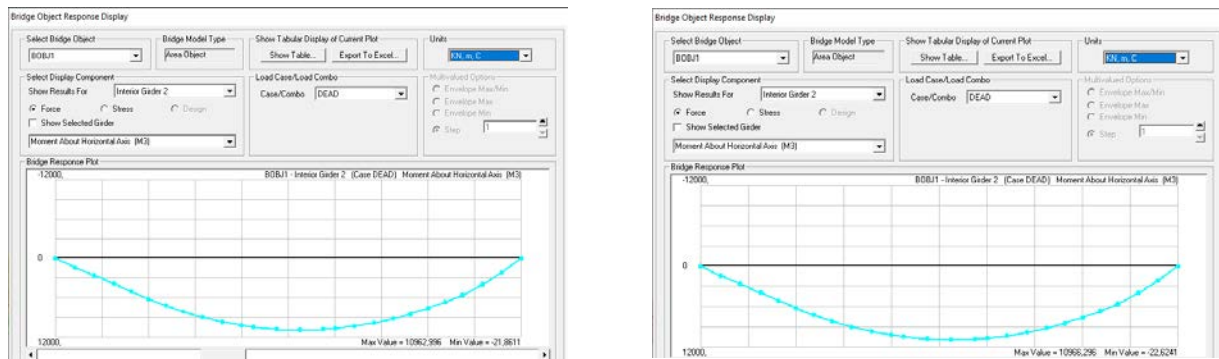 Bridge Object Response Display
Select Bridge Object
BOBJ1
Bridge Model Type
Area Object
Show Tabular Display of Current Plot
Show Table...
Export To Excel...
Units
KN, m, C
Select Display Component
Show Results For
Interior Girder 2
Force
Stress
Design
Show Selected Girder
Moment About Horizontal Axis (M3)
Load Case/Load Combo
Case/Combo
DEAD
Multivalued Options
Envelope Max/Min
Envelope Max
Envelope Min
Step
1
Bridge Response Plot
-12000,
BOBJ1 - Interior Girder 2 (Case DEAD) Moment About Horizontal Axis (M3)
0
12000,
Max Value = 10962,996 Min Value = -21,8611
Bridge Object Response Display
Select Bridge Object
BOBJ1
Bridge Model Type
Area Object
Show Tabular Display of Current Plot
Show Table...
Export To Excel...
Units
KN, m, C
Select Display Component
Show Results For
Interior Girder 2
Force
Stress
Design
Show Selected Girder
Moment About Horizontal Axis (M3)
Load Case/Load Combo
Case/Combo
DEAD
Multivalued Options
Envelope Max/Min
Envelope Max
Envelope Min
Step :
1
Bridge Response Plot
-12000,
BOBJ1 - Interior Girder 2 (Case DEAD) Moment About Horizontal Axis (M3)
0
12000,
Max Value = 10966,296 Min Value = -22,6241